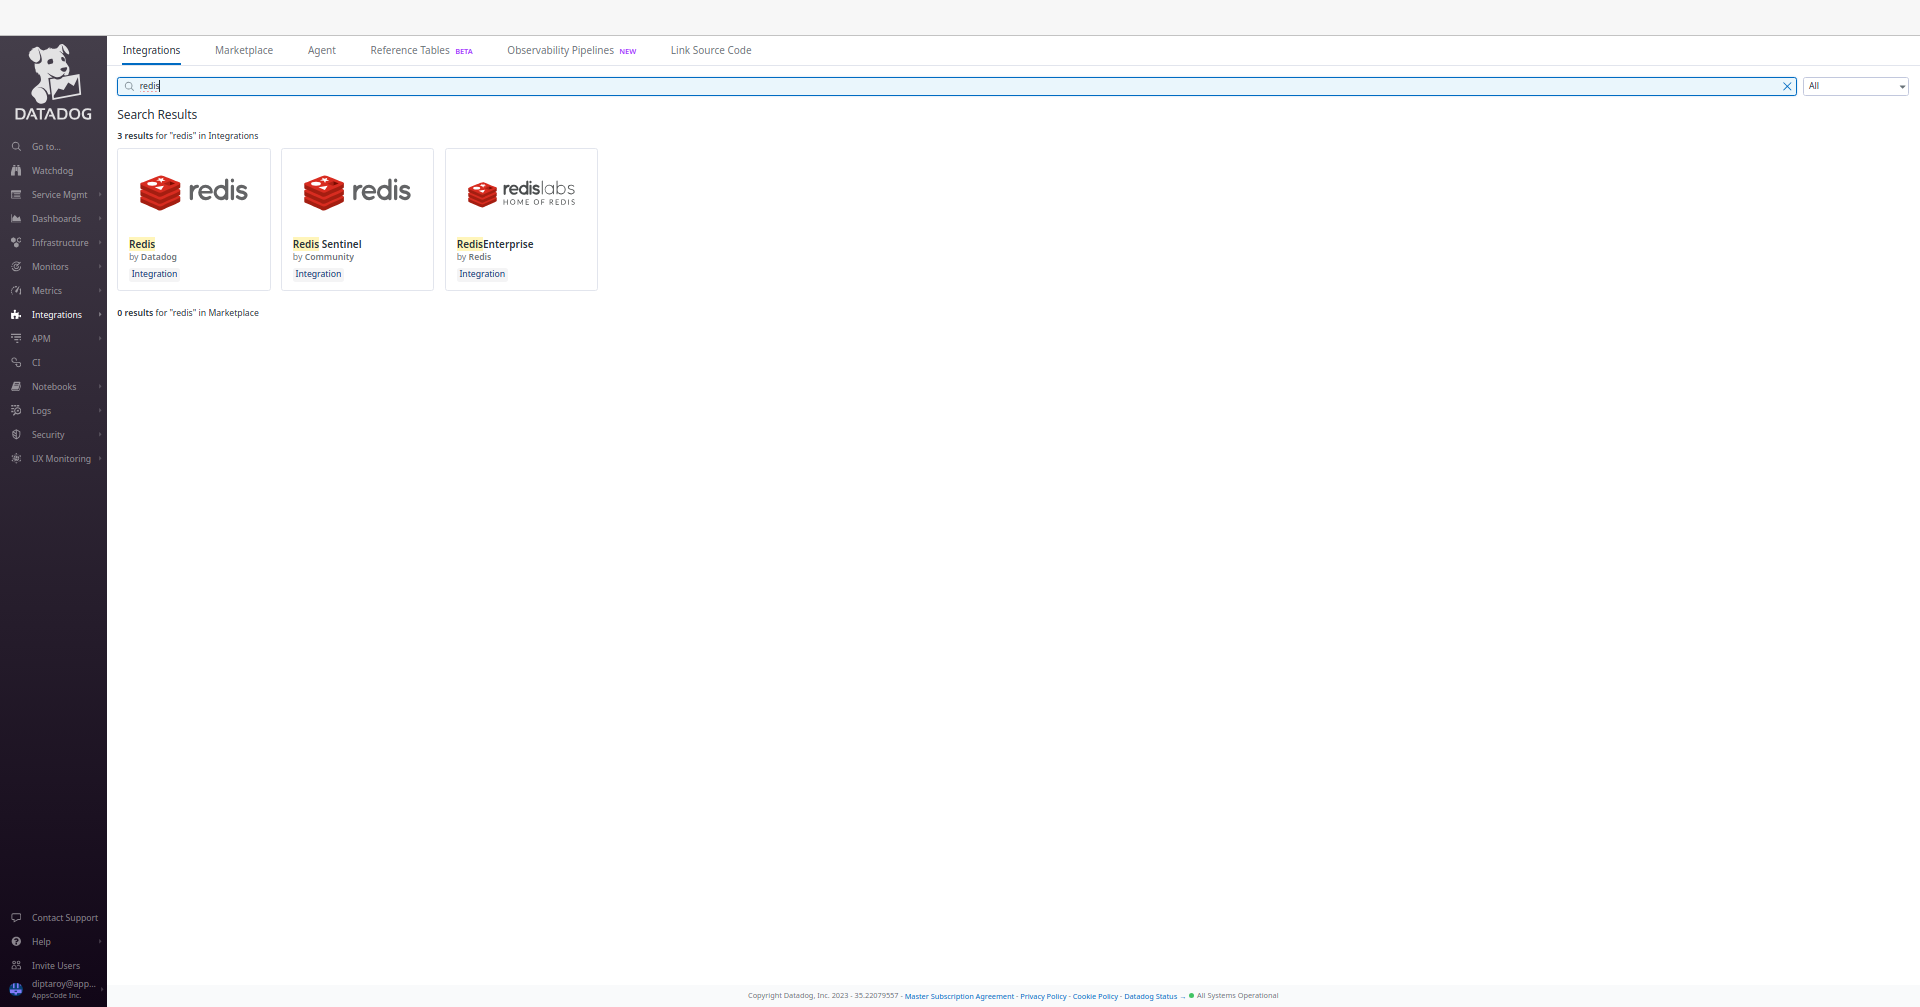 DATADOG
Go to...
Watchdog
Service Mgmt
Dashboards
Infrastructure
Monitors
Metrics
Integrations
APM
CI
Notebooks
Logs
Security
UX Monitoring
Contact Support
Help
Invite Users
diptaroy@app...
AppsCode Inc.
Integrations Marketplace Agent Reference Tables BETA Observability Pipelines NEW Link Source Code
redis All
Search Results
3 results for "redis" in Integrations
redis
Redis
by Datadog
Integration
redis
Redis Sentinel
by Community
Integration
redislabs
HOME OF REDIS
RedisEnterprise
by Redis
Integration
0 results for "redis" in Marketplace
Copyright Datadog, Inc. 2023 - 35.22079557 - Master Subscription Agreement - Privacy Policy - Cookie Policy - Datadog Status → All Systems Operational